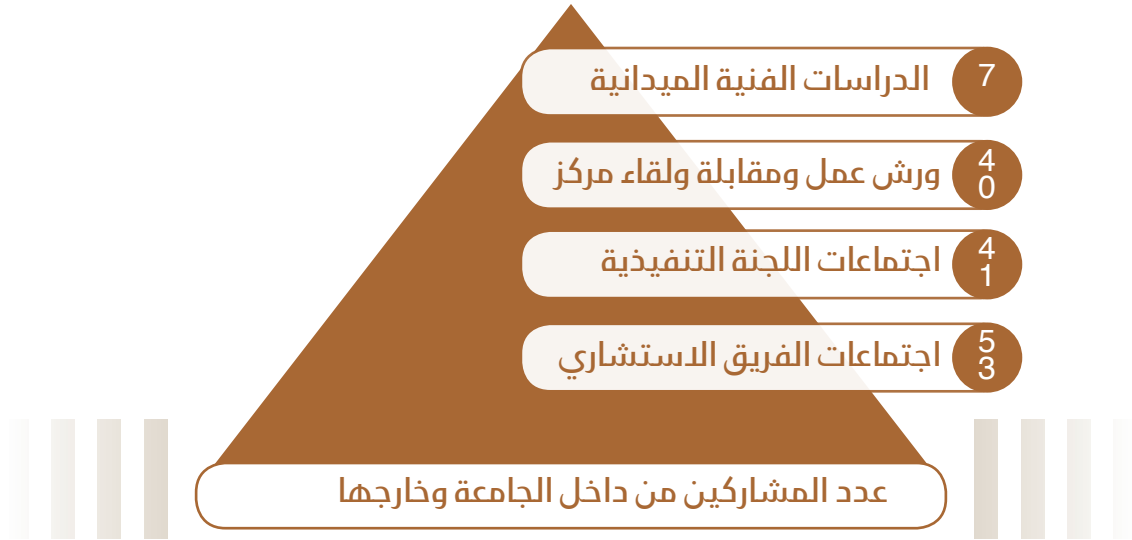 7 الدراسات الفنية الميدانية
40 ورش عمل ومقابلة ولقاء مركز
41 اجتماعات اللجنة التنفيذية
53 اجتماعات الفريق الاستشاري
عدد المشاركين من داخل الجامعة وخارجها